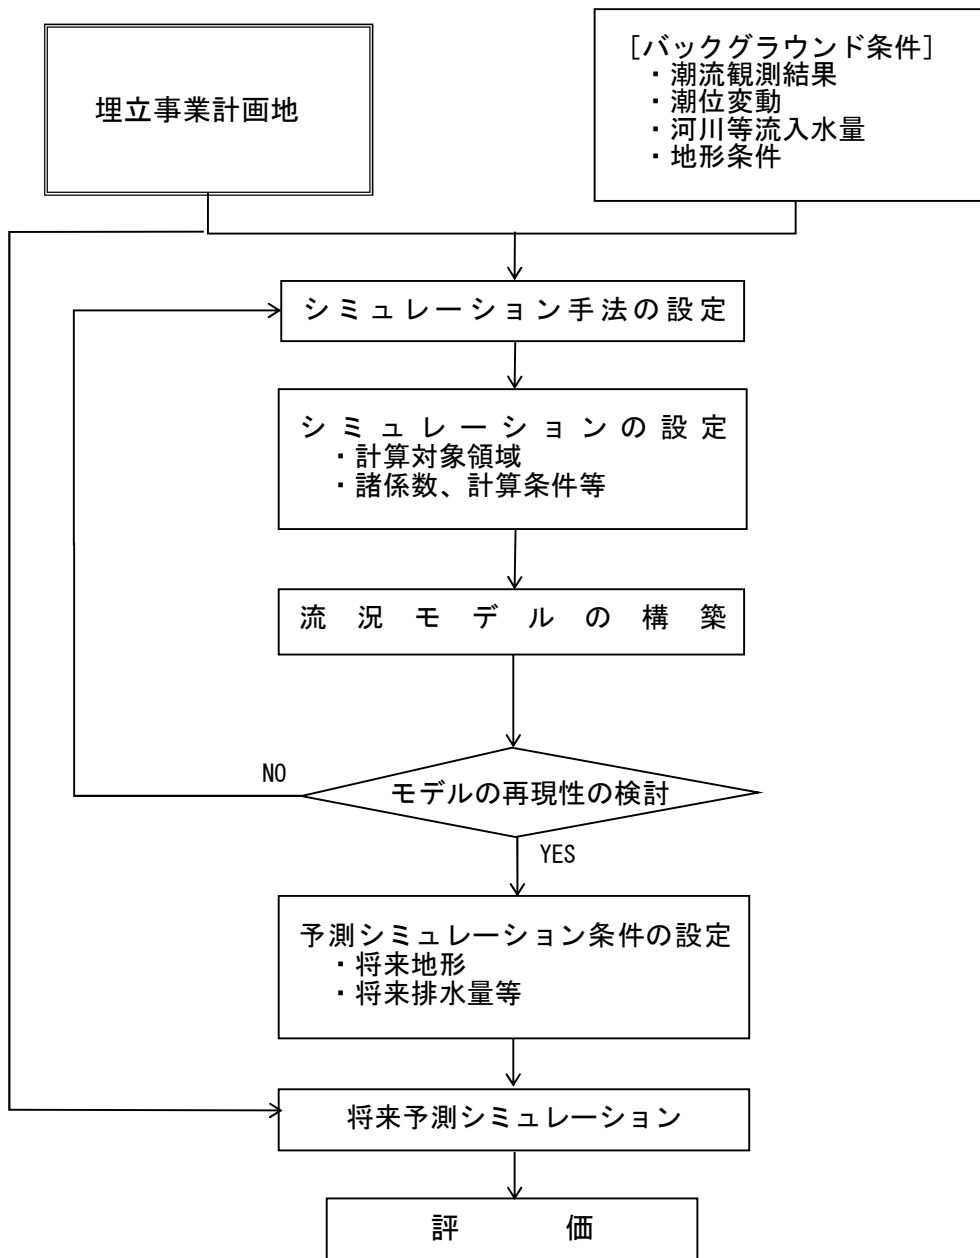 埋立事業計画地
［バックグラウンド条件］
・潮流観測結果
・潮位変動
・河川等流入水量
・地形条件
シミュレーション手法の設定
シミュレーションの設定
・計算対象領域
・諸係数、計算条件等
流況モデルの構築
モデルの再現性の検討
NO
YES
予測シミュレーション条件の設定
・将来地形
・将来排水量等
将来予測シミュレーション
評価